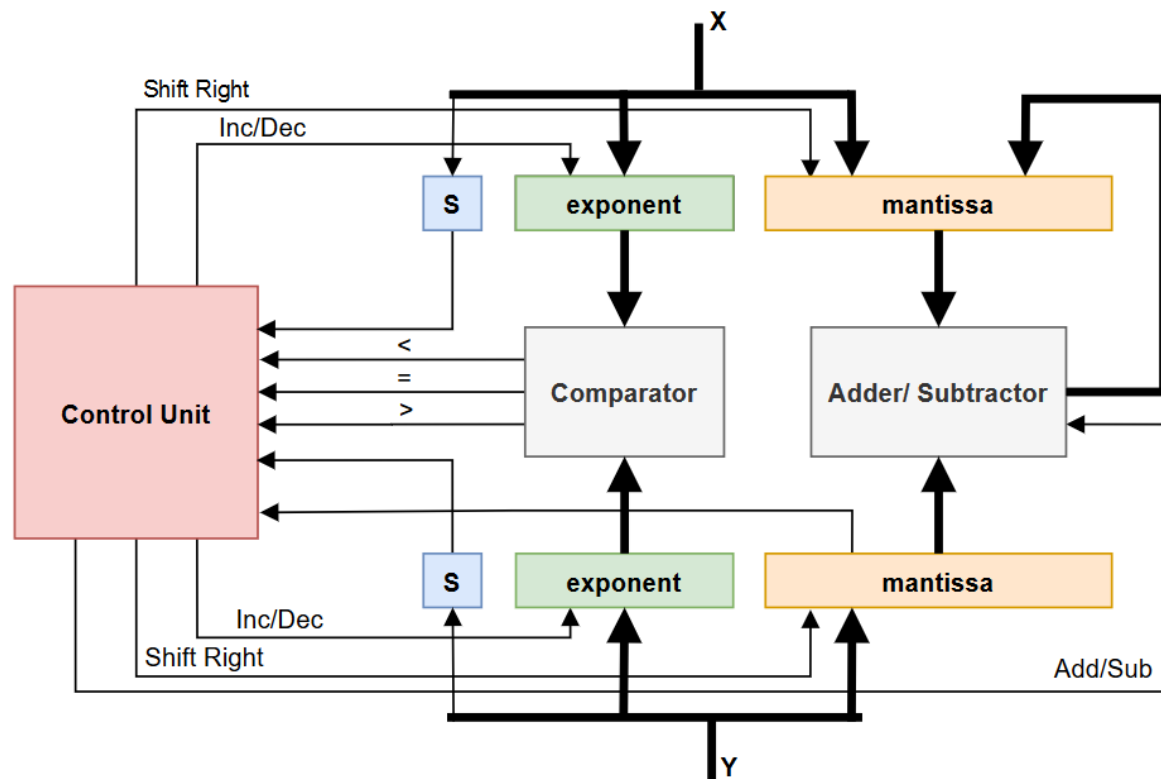 X
Shift Right
Inc/Dec
S
exponent
mantissa
<
=
>
Control Unit
Comparator
Adder/ Subtractor
S
exponent
mantissa
Inc/Dec
Shift Right
Add/Sub
Y